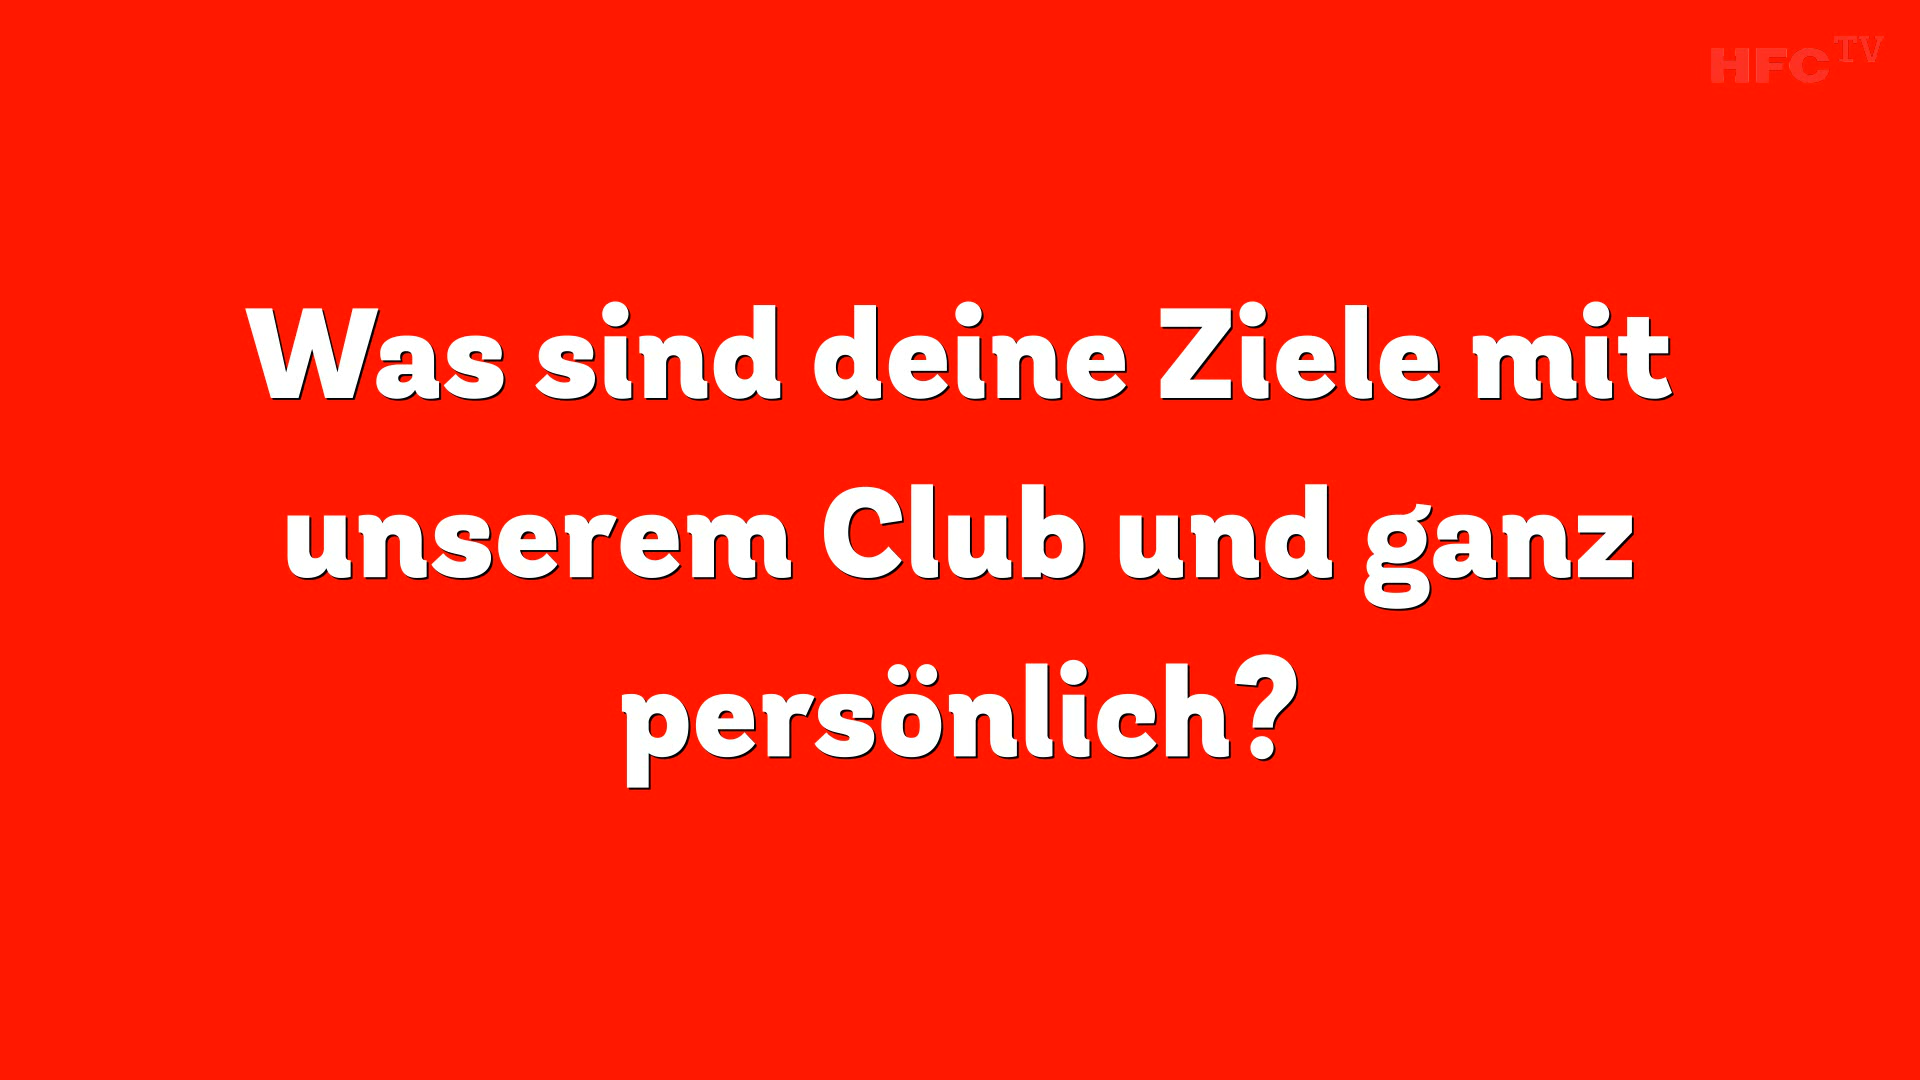 HFC TV
Was sind deine Ziele mit
unserem Club und ganz
persönlich?